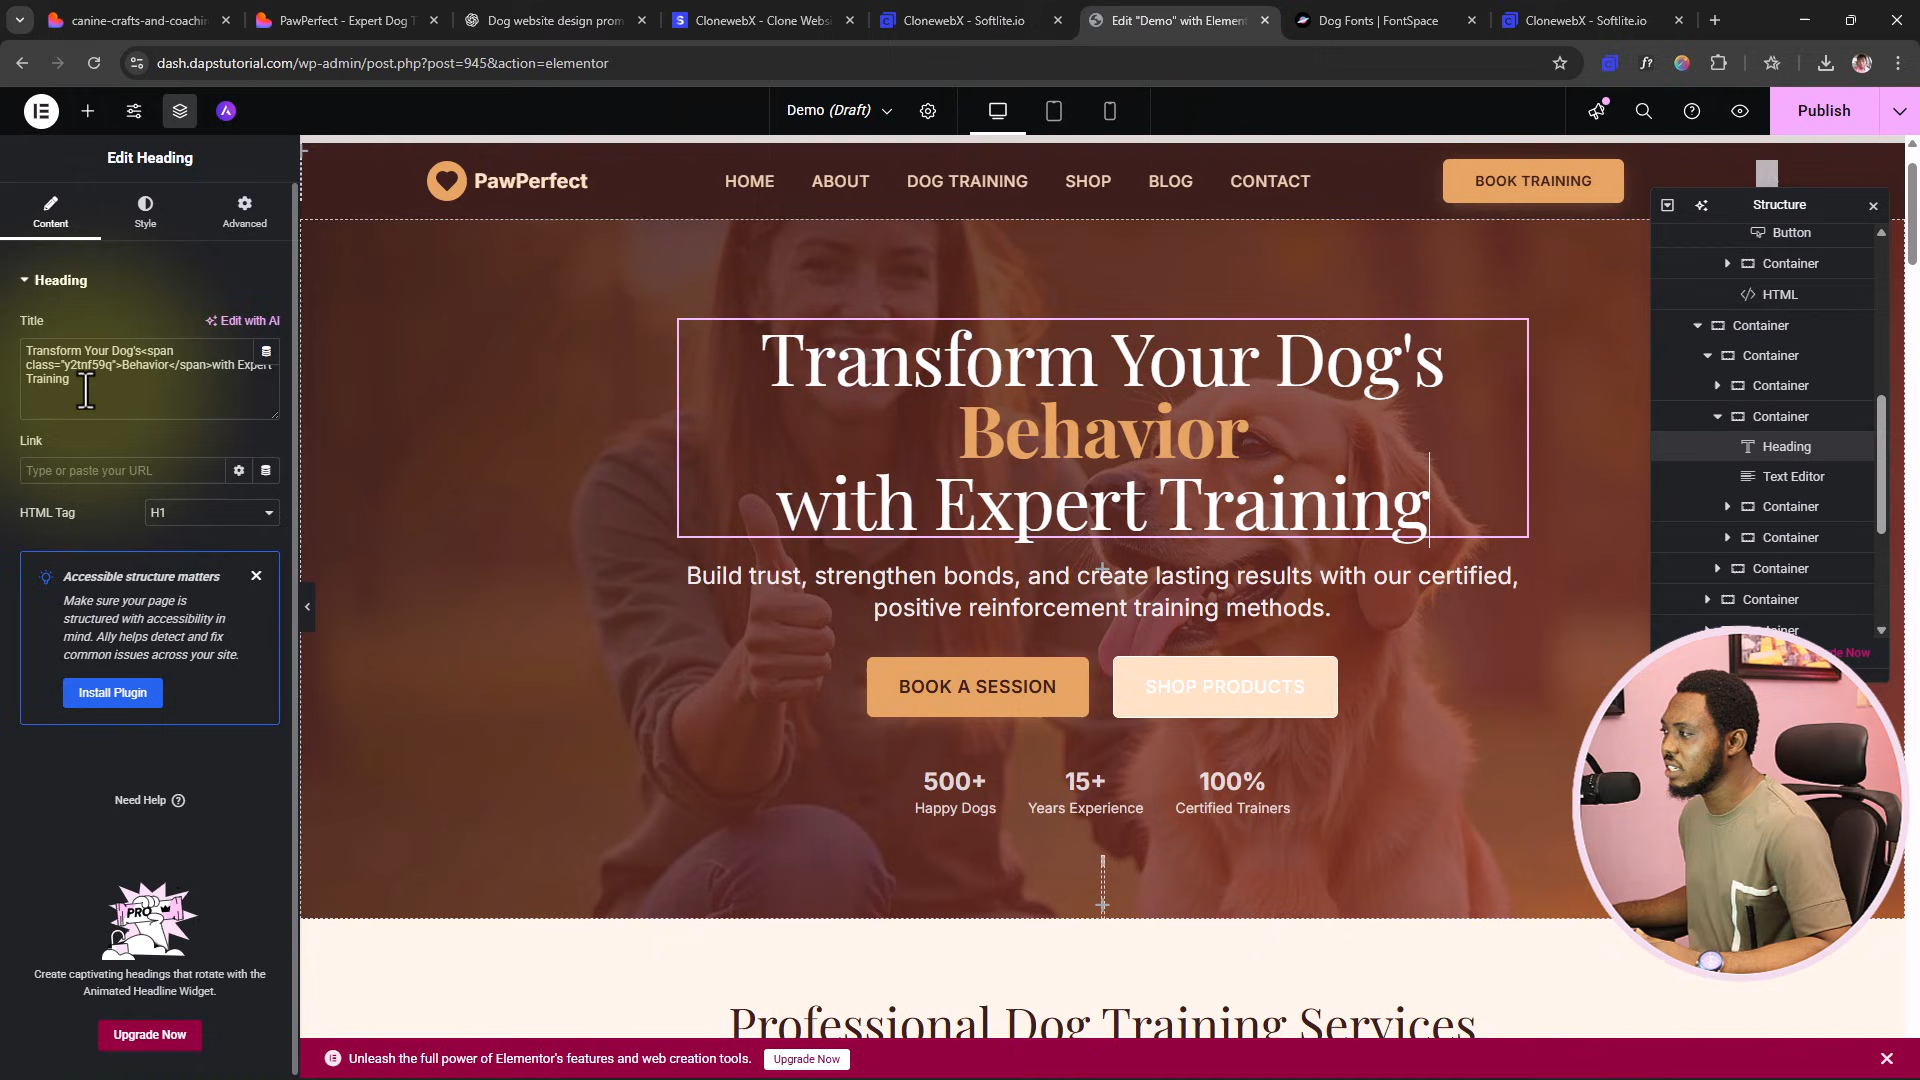 canine-crafts-and-coachin
PawPerfect - Expert Dog T
Dog website design prom
ClonewebX - Clone Websi
ClonewebX - Softlite.io
Edit "Demo" with Element
Dog Fonts | FontSpace
ClonewebX - Softlite.io
dash.dapstutorial.com/wp-admin/post.php?post=945&action=elementor
Demo (Draft)
Publish
Edit Heading
Content
Style
Advanced
Heading
Title
Edit with AI
Transform Your Dog's<span
class="y2tnf59q">Behavior</span>with Expert
Training
Link
Type or paste your URL
HTML Tag
H1
Accessible structure matters
Make sure your page is
structured with accessibility in
mind. Ally helps detect and fix
common issues across your site.
Install Plugin
Need Help
PRO
Create captivating headings that rotate with the
Animated Headline Widget.
Upgrade Now
PawPerfect
HOME
ABOUT
DOG TRAINING
SHOP
BLOG
CONTACT
BOOK TRAINING
Transform Your Dog's
Behavior
with Expert Training
Build trust, strengthen bonds, and create lasting results with our certified,
positive reinforcement training methods.
BOOK A SESSION
SHOP PRODUCTS
500+
Happy Dogs
15+
Years Experience
100%
Certified Trainers
Professional Dog Training Services
Structure
Button
Container
HTML
Container
Container
Container
Container
Heading
Text Editor
Container
Container
Container
Container
Unleash the full power of Elementor's features and web creation tools.
Upgrade Now